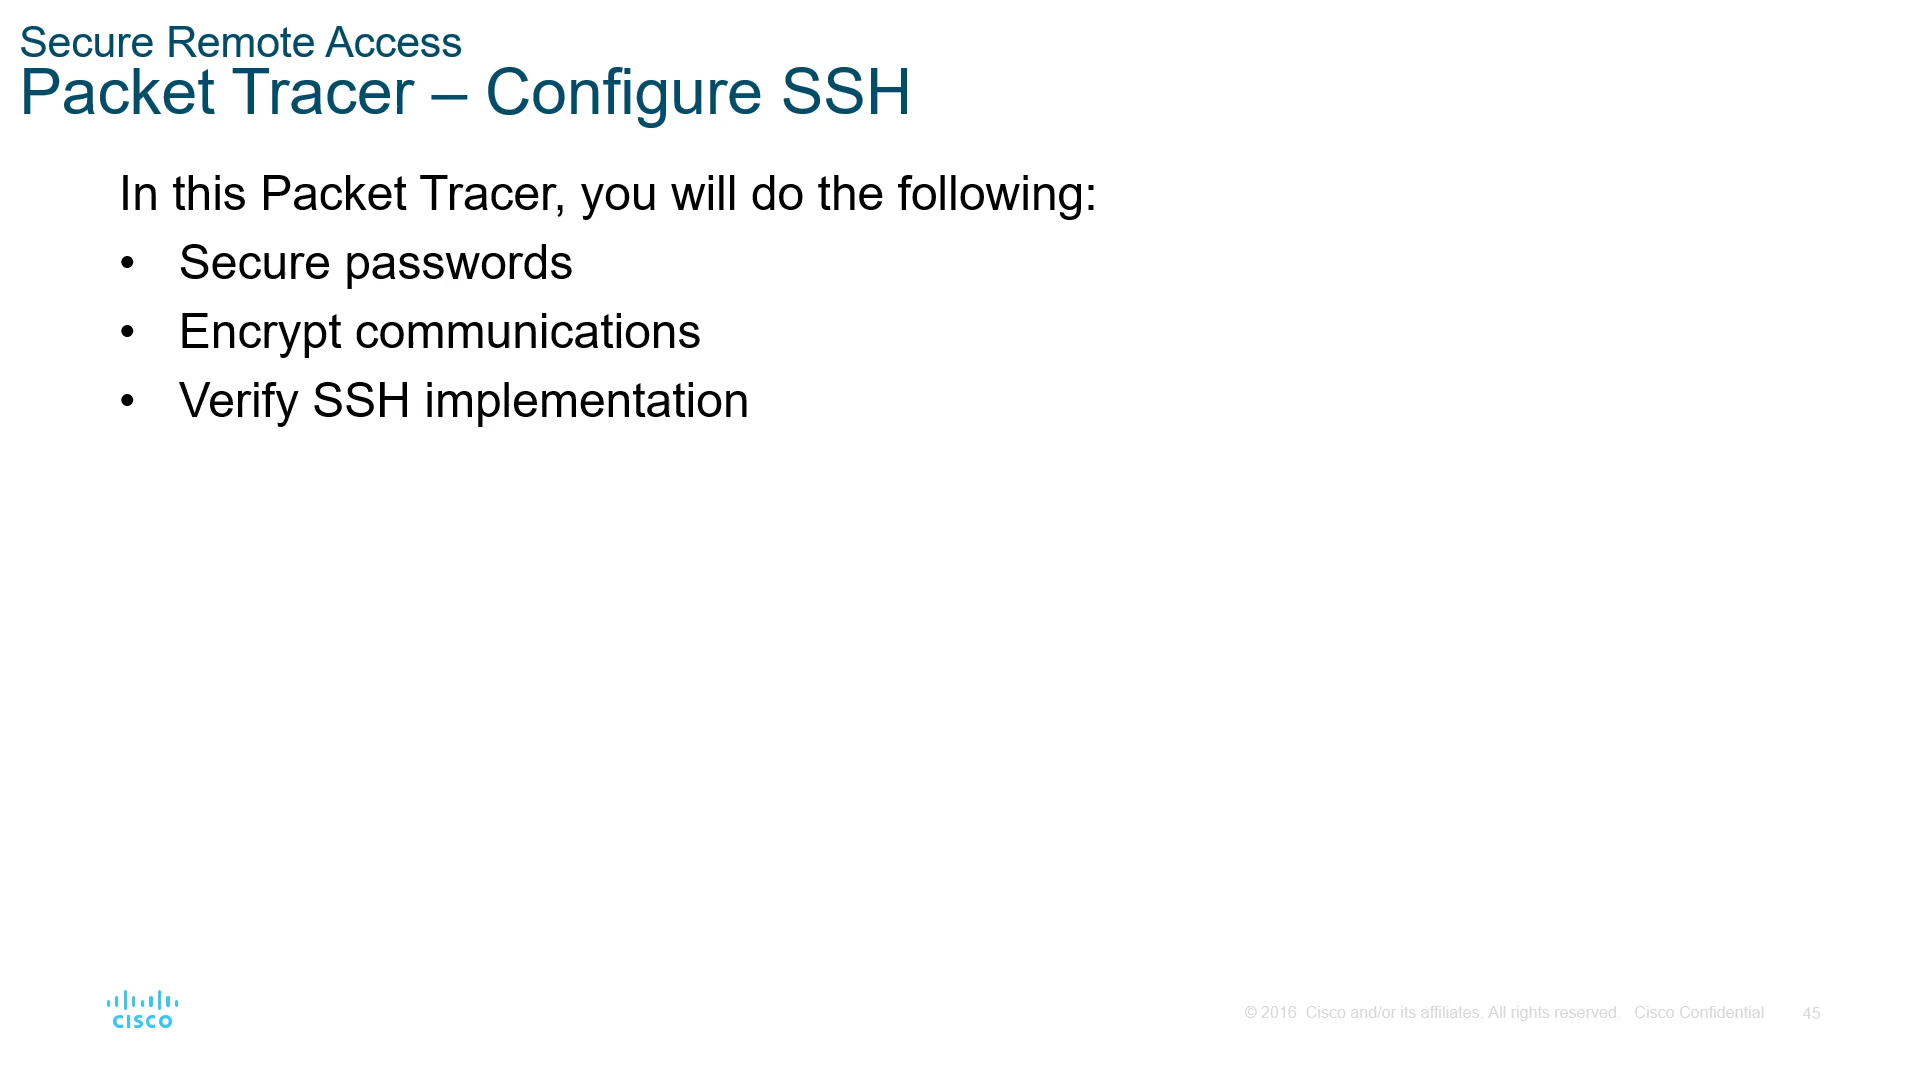 Secure Remote Access
Packet Tracer – Configure SSH
In this Packet Tracer, you will do the following:
• Secure passwords
• Encrypt communications
• Verify SSH implementation
CISCO
© 2016 Cisco and/or its affiliates. All rights reserved. Cisco Confidential 45